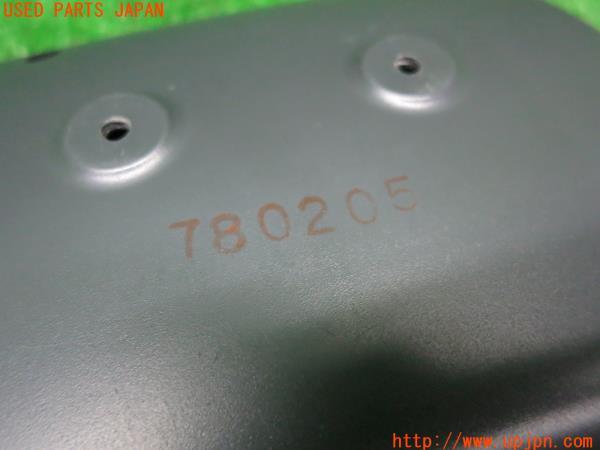 USED PARTS JAPAN
780205
http://www.upjpn.com/